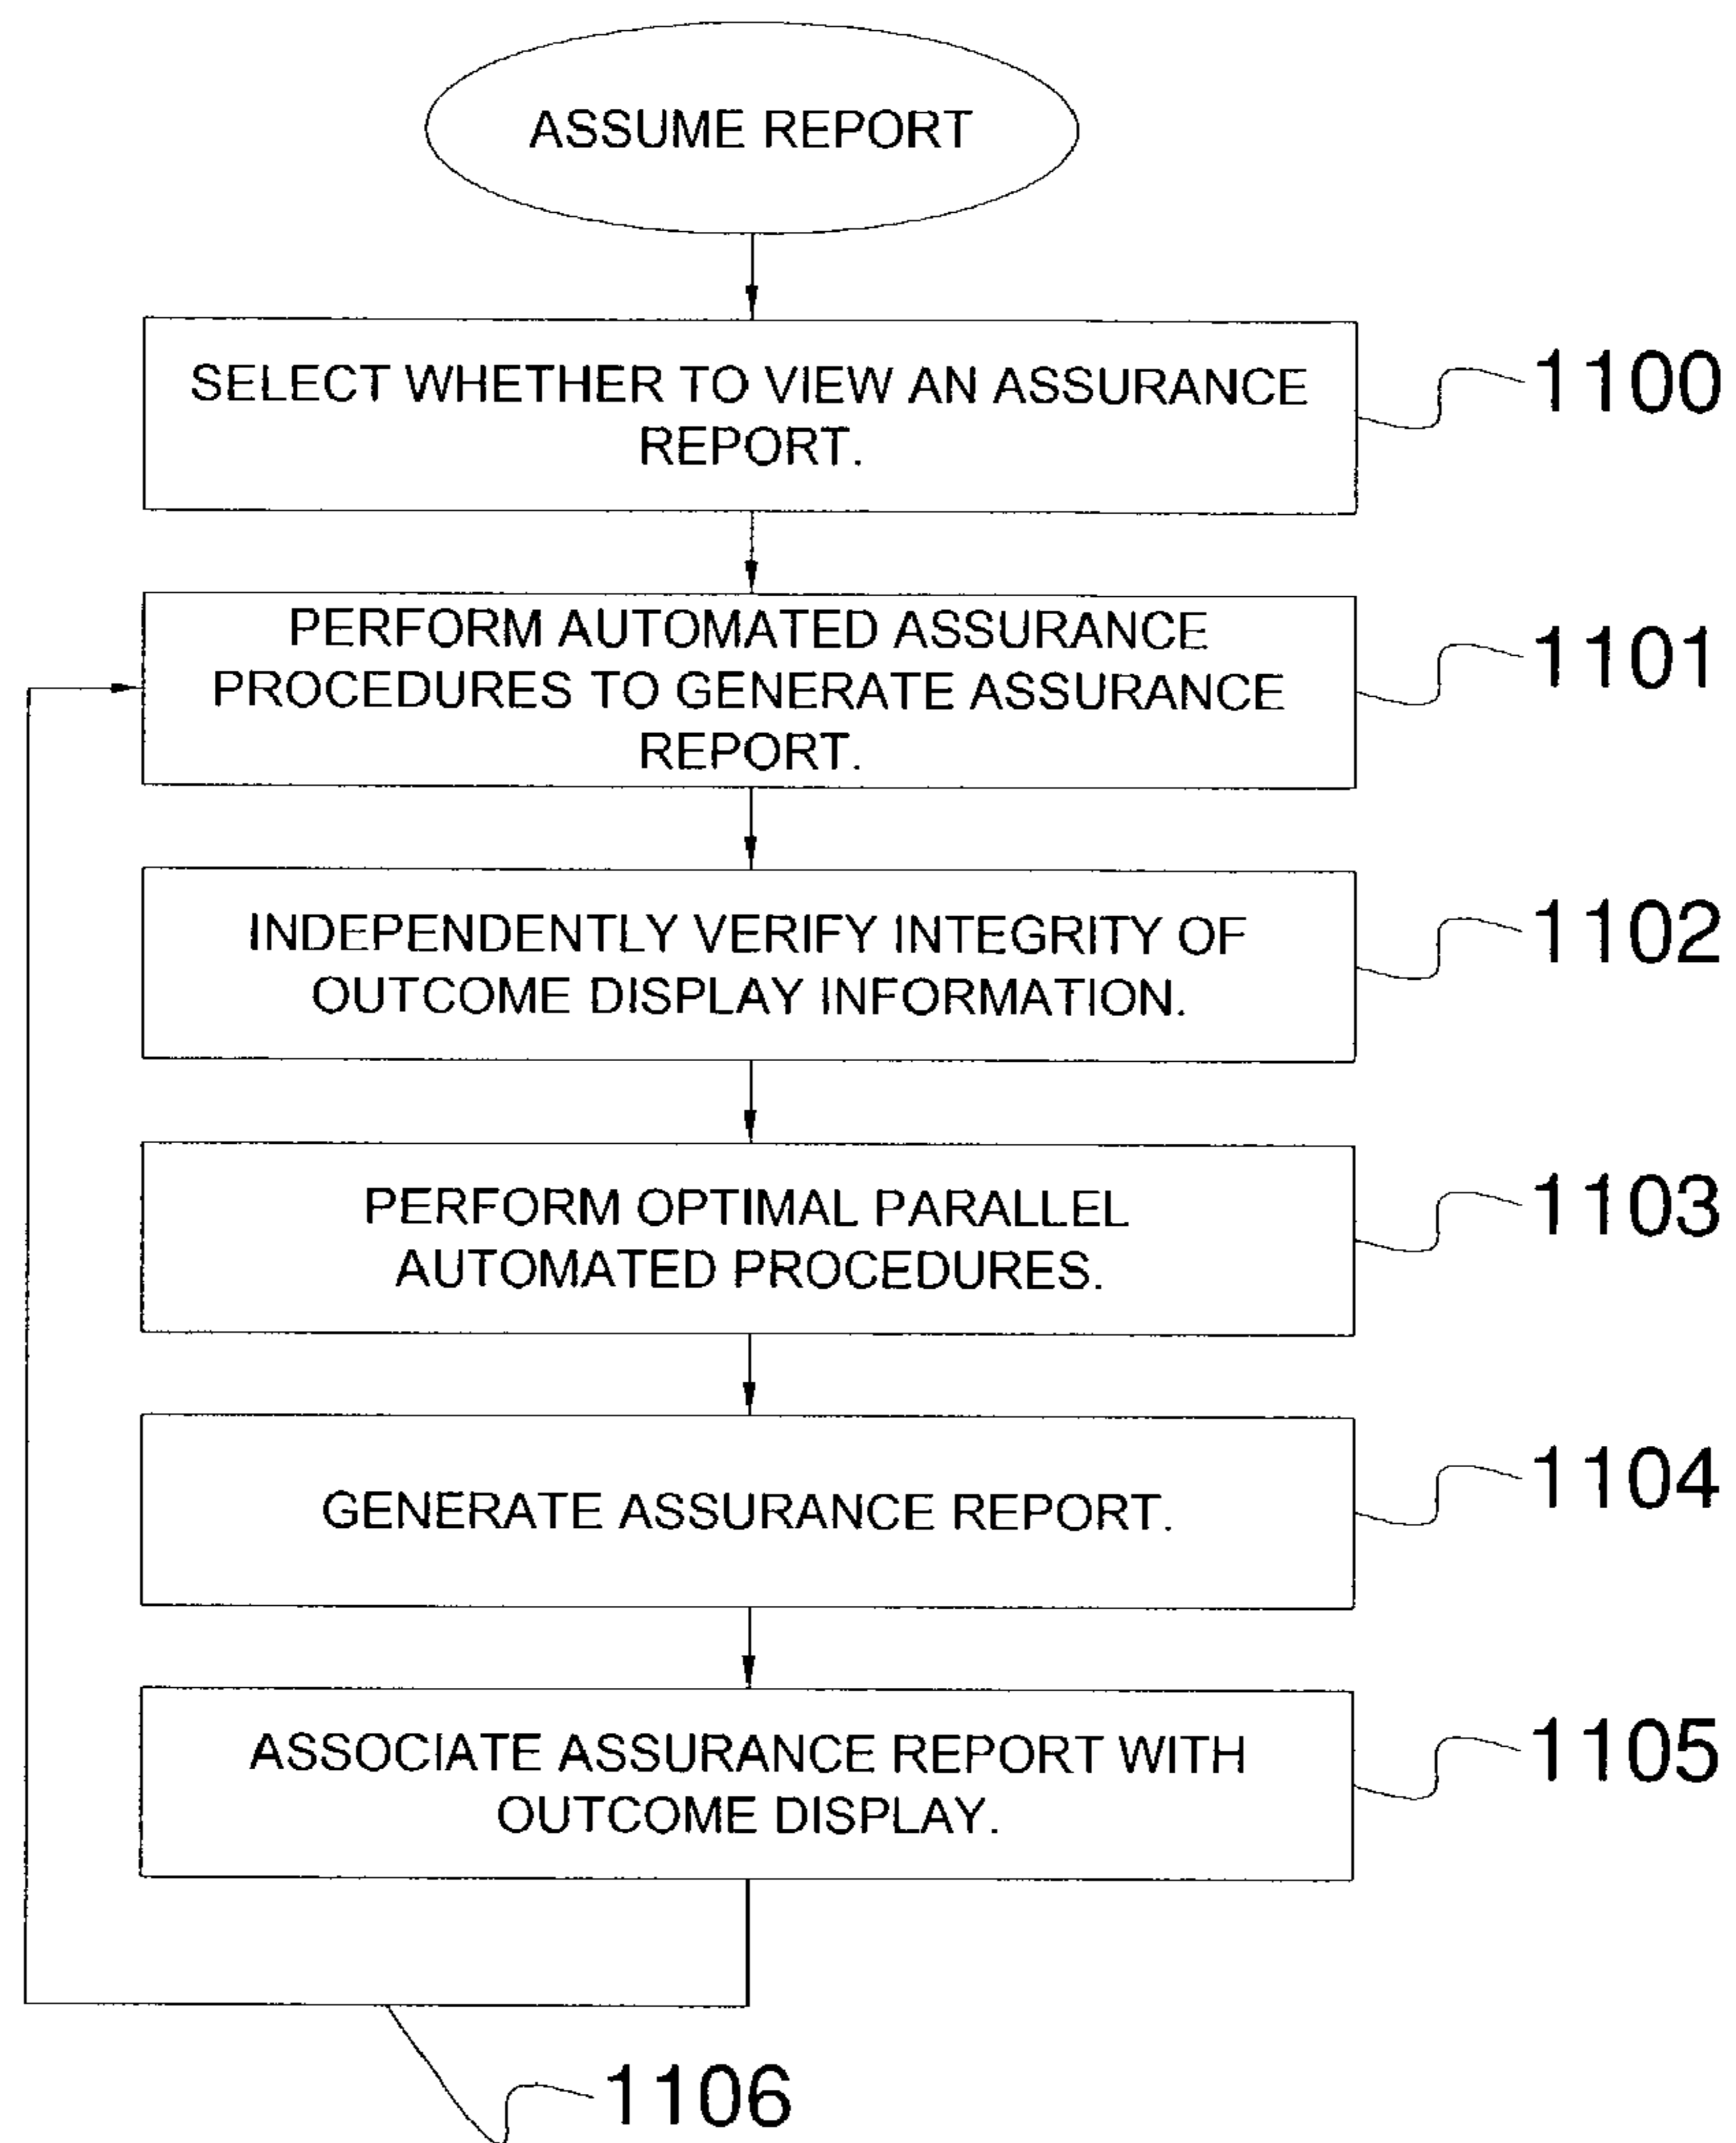 ASSUME REPORT
SELECT WHETHER TO VIEW AN ASSURANCE
REPORT.
1100
PERFORM AUTOMATED ASSURANCE
PROCEDURES TO GENERATE ASSURANCE
REPORT.
1101
INDEPENDENTLY VERIFY INTEGRITY OF
OUTCOME DISPLAY INFORMATION.
1102
PERFORM OPTIMAL PARALLEL
AUTOMATED PROCEDURES.
1103
GENERATE ASSURANCE REPORT.
1104
ASSOCIATE ASSURANCE REPORT WITH
OUTCOME DISPLAY.
1105
1106